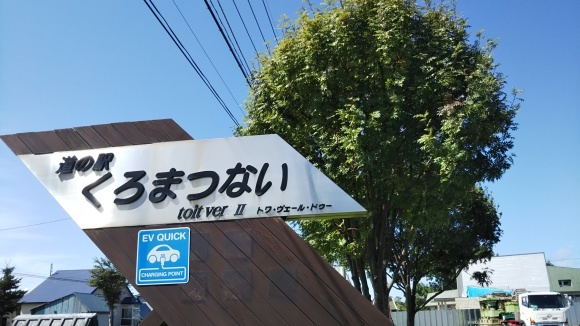 道の駅
くろまつない
toit ver II トワ・ヴェール・ドゥー
EV QUICK
CHARGING POINT